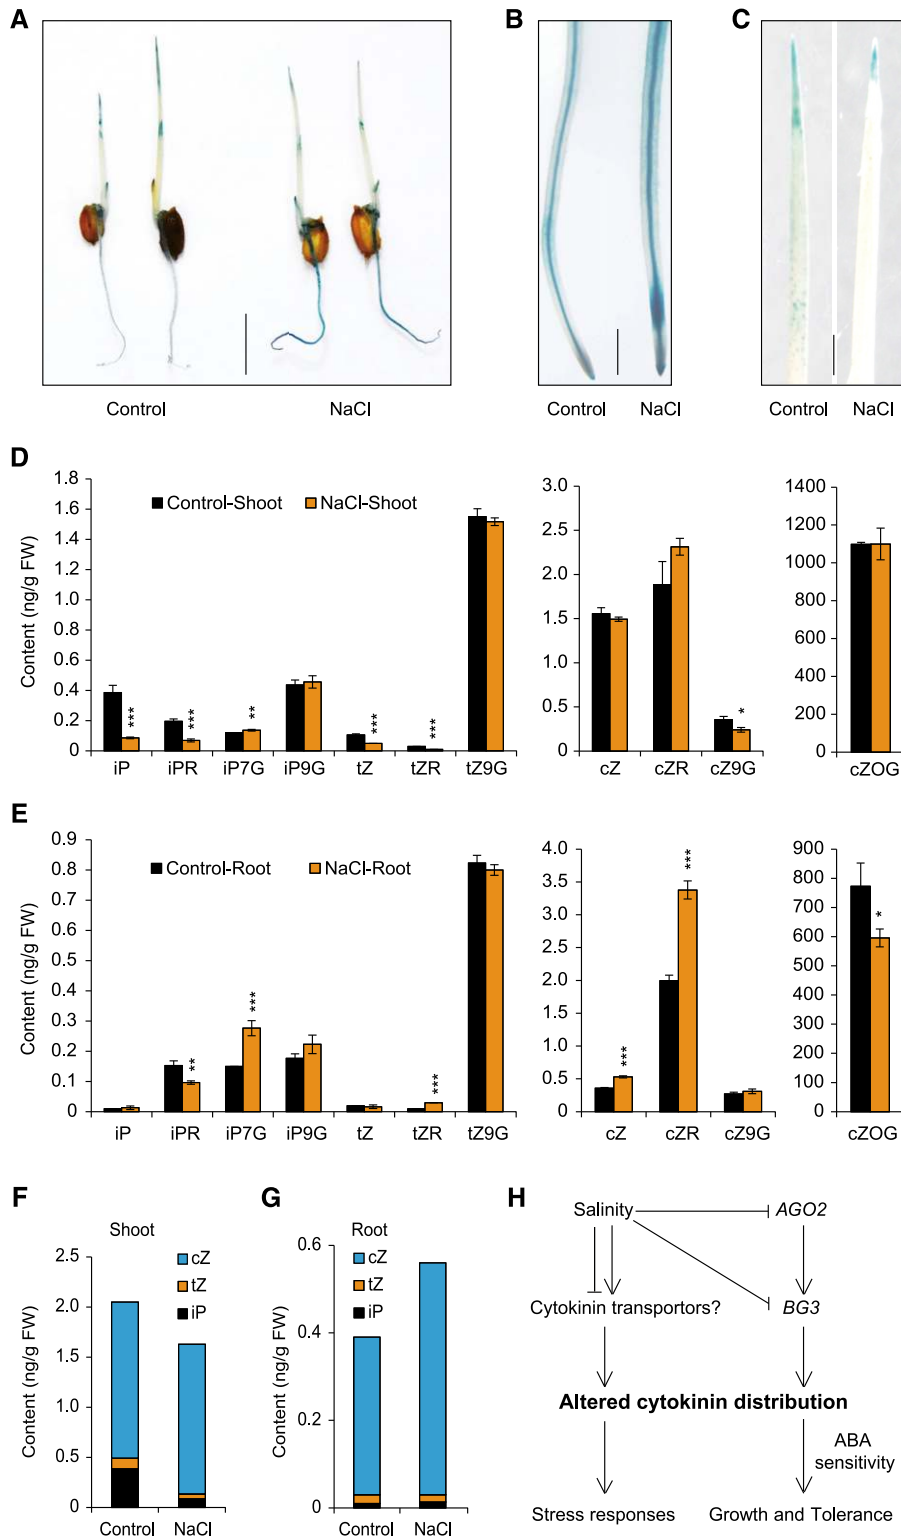 A
B
C
Control
NaCl
Control
NaCl
Control
NaCl
D
Content (ng/g FW)
1.8
1.6
1.4
1.2
1.0
0.8
0.6
0.4
0.2
0
Control-Shoot
NaCl-Shoot
***
***
**
***
***
iP
iPR
iP7G
iP9G
tZ
tZR
tZ9G
3.0
2.5
2.0
1.5
1.0
0.5
0
*
cZ
cZR
cZ9G
1400
1200
1000
800
600
400
200
0
cZOG
E
Content (ng/g FW)
0.9
0.8
0.7
0.6
0.5
0.4
0.3
0.2
0.1
0
Control-Root
NaCl-Root
**
***
***
iP
iPR
iP7G
iP9G
tZ
tZR
tZ9G
4.0
3.5
3.0
2.5
2.0
1.5
1.0
0.5
0
***
***
cZ
cZR
cZ9G
900
800
700
600
500
400
300
200
100
0
*
cZOG
F
Shoot
Content (ng/g FW)
2.5
2.0
1.5
1.0
0.5
0
cZ
tZ
iP
Control
NaCl
G
Root
Content (ng/g FW)
0.6
0.4
0.2
0
cZ
tZ
iP
Control
NaCl
H
Salinity
AGO2
Cytokinin transportors?
BG3
Altered cytokinin distribution
ABA
sensitivity
Stress responses
Growth and Tolerance